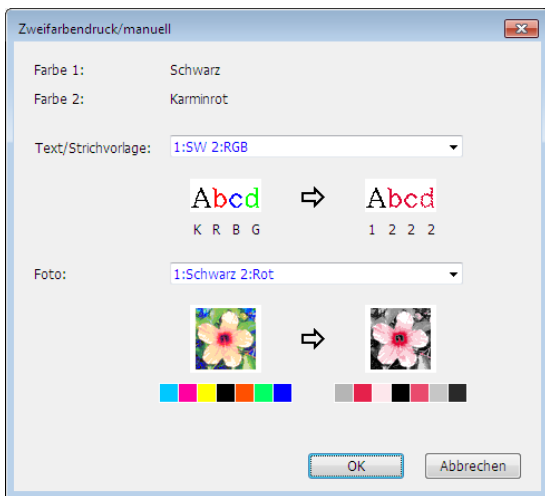 Zweifarbendruck/manuell
Farbe 1: Schwarz
Farbe 2: Karminrot
Text/Strichvorlage: 1:SW 2:RGB
Abcd Abcd
K R B G 1 2 2 2
Foto: 1:Schwarz 2:Rot
OK Abbrechen